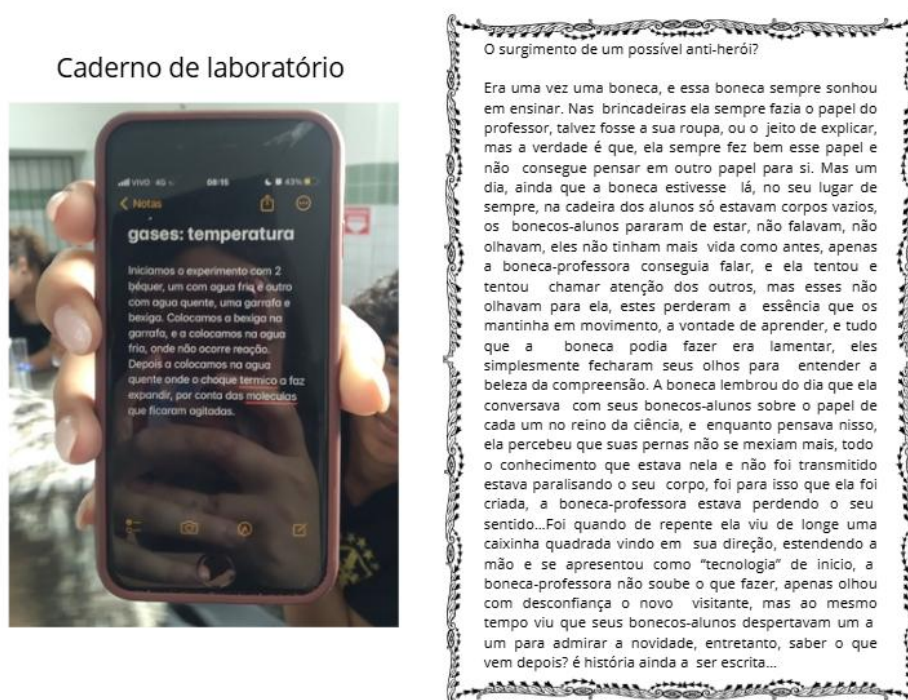 Caderno de laboratório
VIVO 4G
08:15
43%
Notas
gases: temperatura
Iniciamos o experimento com 2
béquer, um com agua fria e outro
com agua quente, uma garrafa e
bexiga. Colocamos a bexiga na
garrafa, e a colocamos na agua
fria, onde não ocorre reação.
Depois a colocamos na agua
quente onde o choque termico a faz
expandir, por conta das moleculas
que ficaram agitadas.
O surgimento de um possível anti-herói?
Era uma vez uma boneca, e essa boneca sempre sonhou
em ensinar. Nas brincadeiras ela sempre fazia o papel do
professor, talvez fosse a sua roupa, ou o jeito de explicar,
mas a verdade é que, ela sempre fez bem esse papel e
não consegue pensar em outro papel para si. Mas um
dia, ainda que a boneca estivesse lá, no seu lugar de
sempre, na cadeira dos alunos só estavam corpos vazios,
os bonecos-alunos pararam de estar, não falavam, não
olhavam, eles não tinham mais vida como antes, apenas
a boneca-professora conseguia falar, e ela tentou e
tentou chamar atenção dos outros, mas esses não
olhavam para ela, estes perderam a essência que os
mantinha em movimento, a vontade de aprender, e tudo
que a boneca podia fazer era lamentar, eles
simplesmente fecharam seus olhos para entender a
beleza da compreensão. A boneca lembrou do dia que ela
conversava com seus bonecos-alunos sobre o papel de
cada um no reino da ciência, e enquanto pensava nisso,
ela percebeu que suas pernas não se mexiam mais, todo
o conhecimento que estava nela e não foi transmitido
estava paralisando o seu corpo, foi para isso que ela foi
criada, a boneca-professora estava perdendo o seu
sentido...Foi quando de repente ela viu de longe uma
caixinha quadrada vindo em sua direção, estendendo a
mão e se apresentou como “tecnologia” de inicio, a
boneca-professora não soube o que fazer, apenas olhou
com desconfiança o novo visitante, mas ao mesmo
tempo viu que seus bonecos-alunos despertavam um a
um para admirar a novidade, entretanto, saber o que
vem depois? é história ainda a ser escrita...